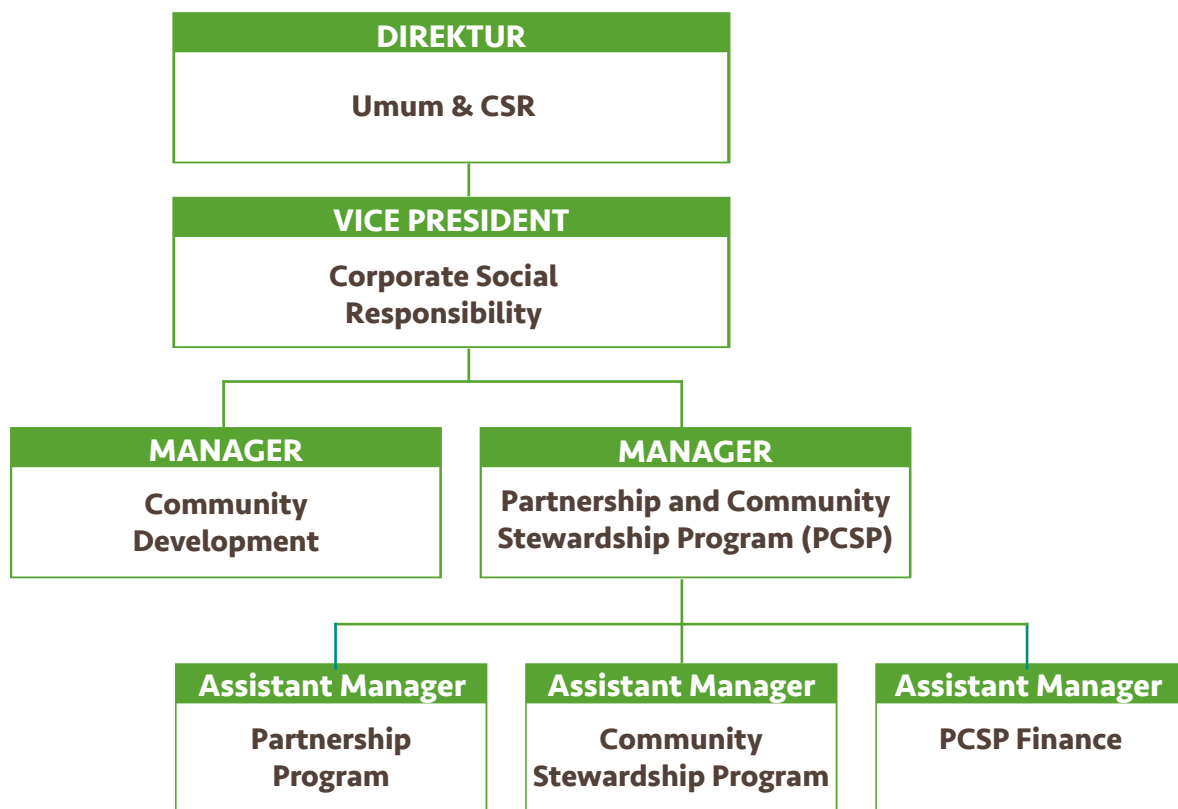 DIREKTUR
Umum & CSR
VICE PRESIDENT
Corporate Social
Responsibility
MANAGER
Community
Development
MANAGER
Partnership and Community
Stewardship Program (PCSP)
Assistant Manager
Partnership
Program
Assistant Manager
Community
Stewardship Program
Assistant Manager
PCSP Finance